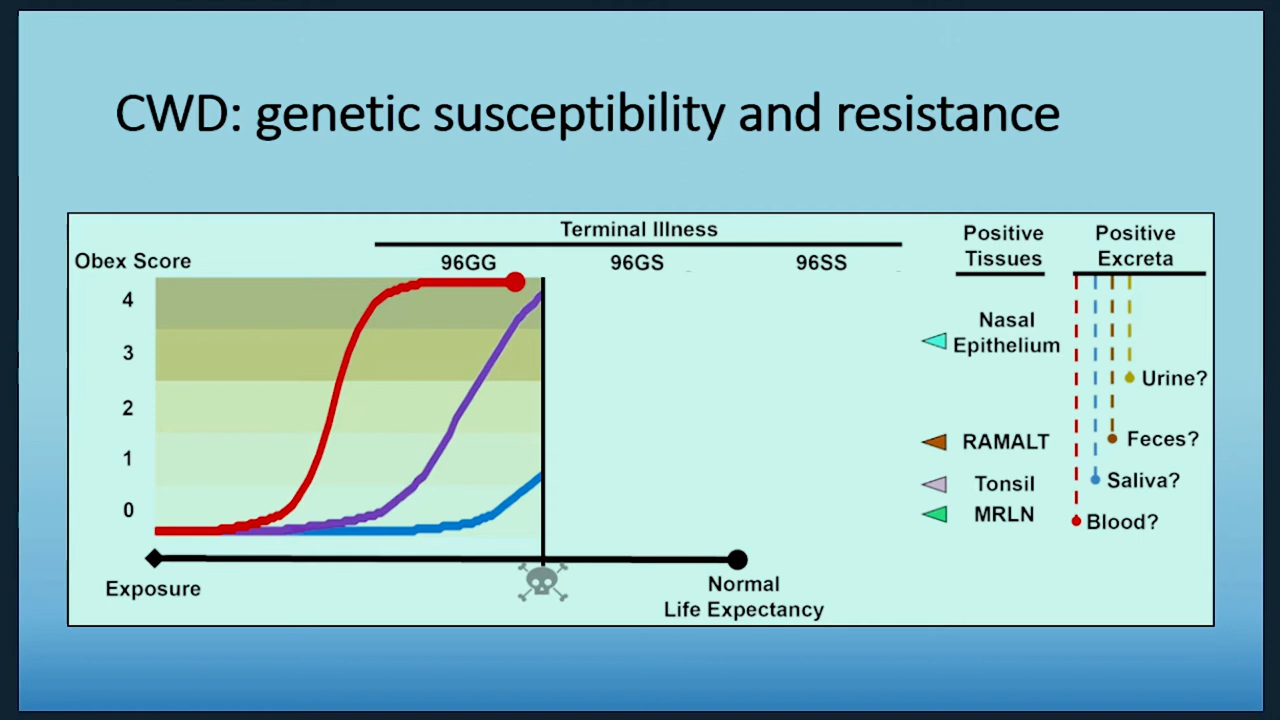 CWD: genetic susceptibility and resistance
Terminal Illness
Obex Score
96GG
96GS
96SS
Positive
Tissues
Positive
Excreta
4
3
2
1
0
Nasal
Epithelium
RAMALT
Tonsil
MRLN
Urine?
Feces?
Saliva?
Blood?
Exposure
Normal
Life Expectancy